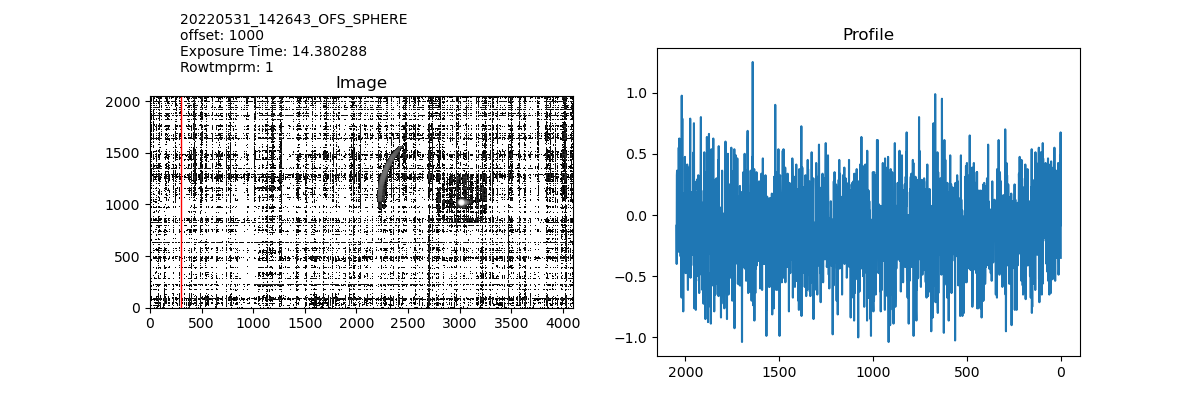 20220531_142643_OFS_SPHERE
offset: 1000
Exposure Time: 14.380288
Rowtmprm: 1
Image
2000
1500
1000
500
0
0 500 1000 1500 2000 2500 3000 3500 4000
Profile
1.0
0.5
0.0
−0.5
−1.0
2000 1500 1000 500 0